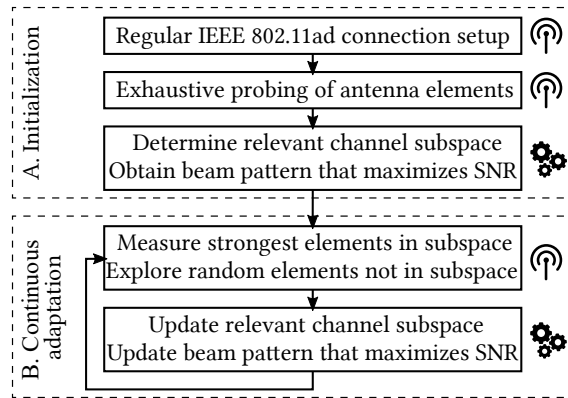 A. Initialization
Regular IEEE 802.11ad connection setup
Exhaustive probing of antenna elements
Determine relevant channel subspace
Obtain beam pattern that maximizes SNR
B. Continuous
adaptation
Measure strongest elements in subspace
Explore random elements not in subspace
Update relevant channel subspace
Update beam pattern that maximizes SNR